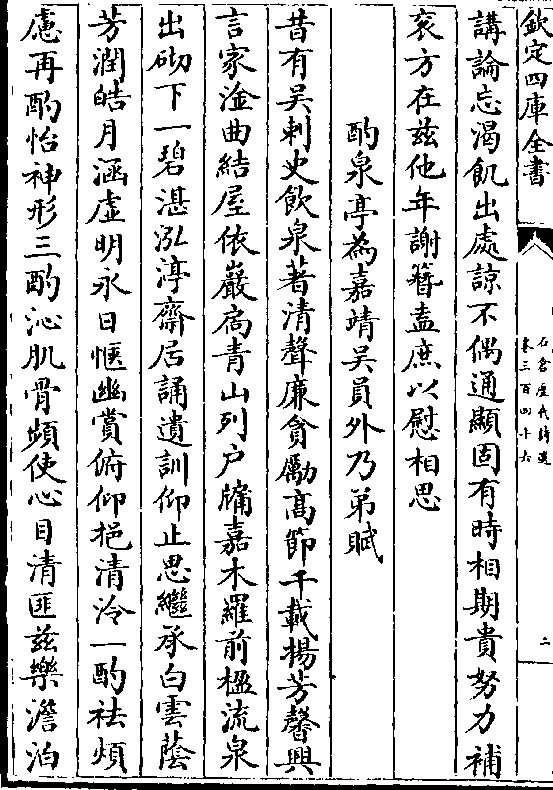 欽定四庫全書
石倉歷代詩選
卷三百四十六
二
講論忘渴飢出處諒不偶通顯固有時相期貴努力補
衮方在兹他年謝簮盍庶以慰相思
酌泉亭為嘉靖吴員外乃弟賦
昔有吴刺史飲泉著清聲廉貪勵高節千載揚芳馨興
言家淦曲結屋依巖扄青山列户牖嘉木羅前楹流泉
出砌下一碧湛泓渟齋居誦遺訓仰止思繼承白雲蔭
芳潤皓月涵虚明永日愜幽賞俯仰挹清泠一酌祛煩
慮再酌怡神形三酌沁肌骨頻使心目清匪兹樂澹泊